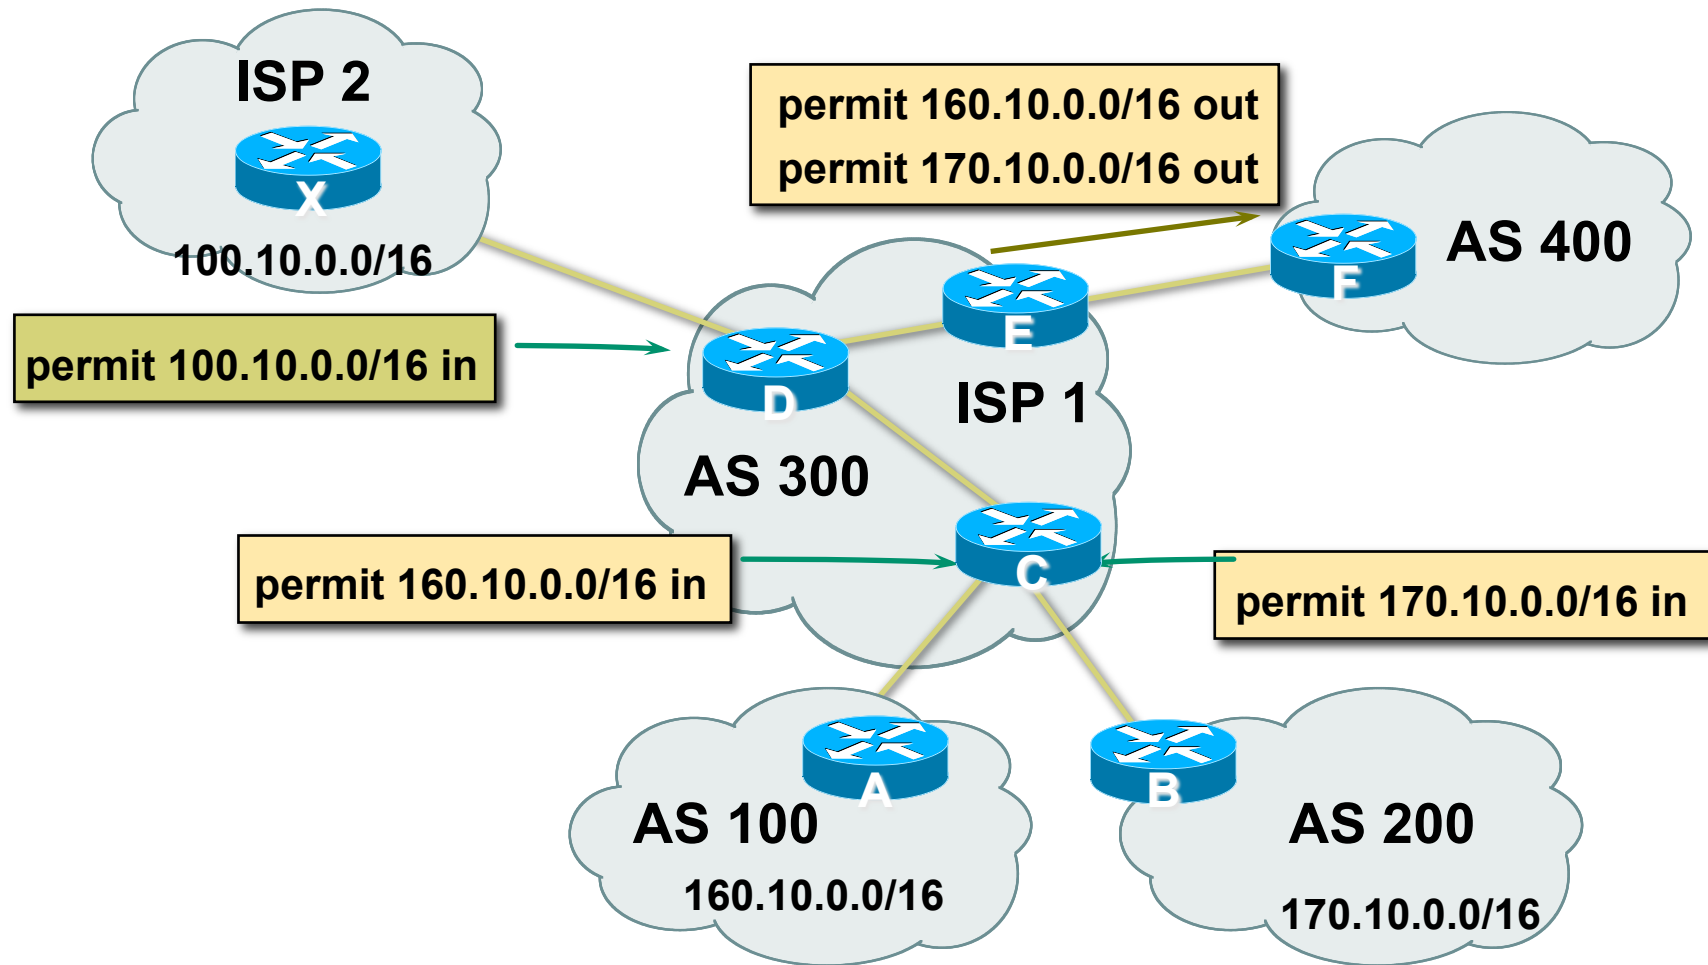 ISP 2
X
100.10.0.0/16
permit 160.10.0.0/16 out
permit 170.10.0.0/16 out
AS 400
F
E
permit 100.10.0.0/16 in
D
ISP 1
AS 300
C
permit 160.10.0.0/16 in
permit 170.10.0.0/16 in
A
AS 100
160.10.0.0/16
B
AS 200
170.10.0.0/16